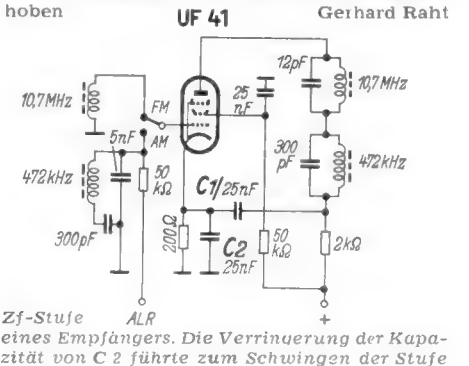 hoben
Gerhard Raht
UF 41
12pF
10,7MHz
25
nF
10,7MHz
FM
AM
5nF
300
pF
472kHz
472kHz
50
kΩ
C1/25nF
300pF
200Ω
C2
25nF
50
kΩ
2kΩ
Zf-Stufe
ALR
+
eines Empfängers. Die Verringerung der Kapa-
zität von C 2 führte zum Schwingen der Stufe